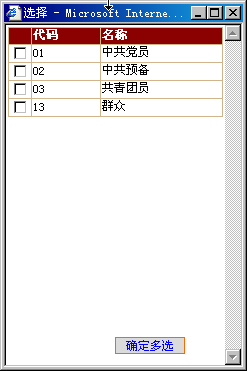 选择 - Microsoft Interne...
代码 名称
01 中共党员
02 中共预备
03 共青团员
13 群众
确定多选